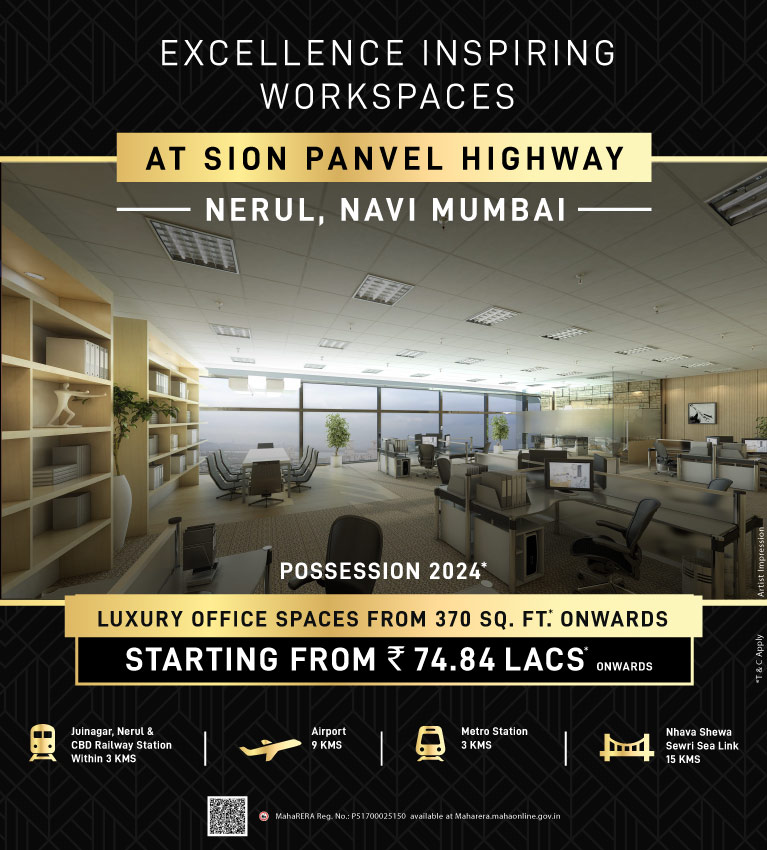 EXCELLENCE INSPIRING
WORKSPACES
AT SION PANVEL HIGHWAY
NERUL, NAVI MUMBAI
POSSESSION 2024*
Artist Impression
LUXURY OFFICE SPACES FROM 370 SQ. FT.* ONWARDS
STARTING FROM ₹ 74.84 LACS* ONWARDS
*T & C Apply
Juinagar, Nerul &
CBD Railway Station
Within 3 KMS
Airport
9 KMS
Metro Station
3 KMS
Nhava Shewa
Sewri Sea Link
15 KMS
MahaRERA Reg. No.: P51700025150 available at Maharera.mahaonline.gov.in